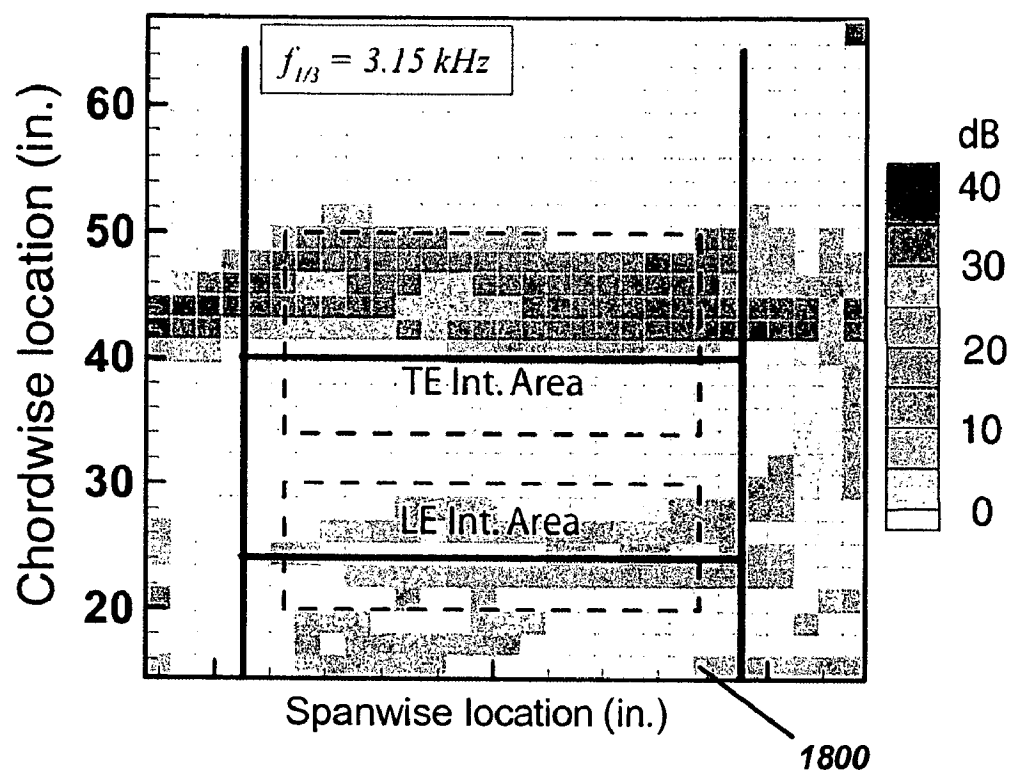 f1/3 = 3.15 kHz
Chordwise location (in.)
60
50
40
30
20
TE Int. Area
LE Int. Area
Spanwise location (in.)
1800
dB
40
30
20
10
0